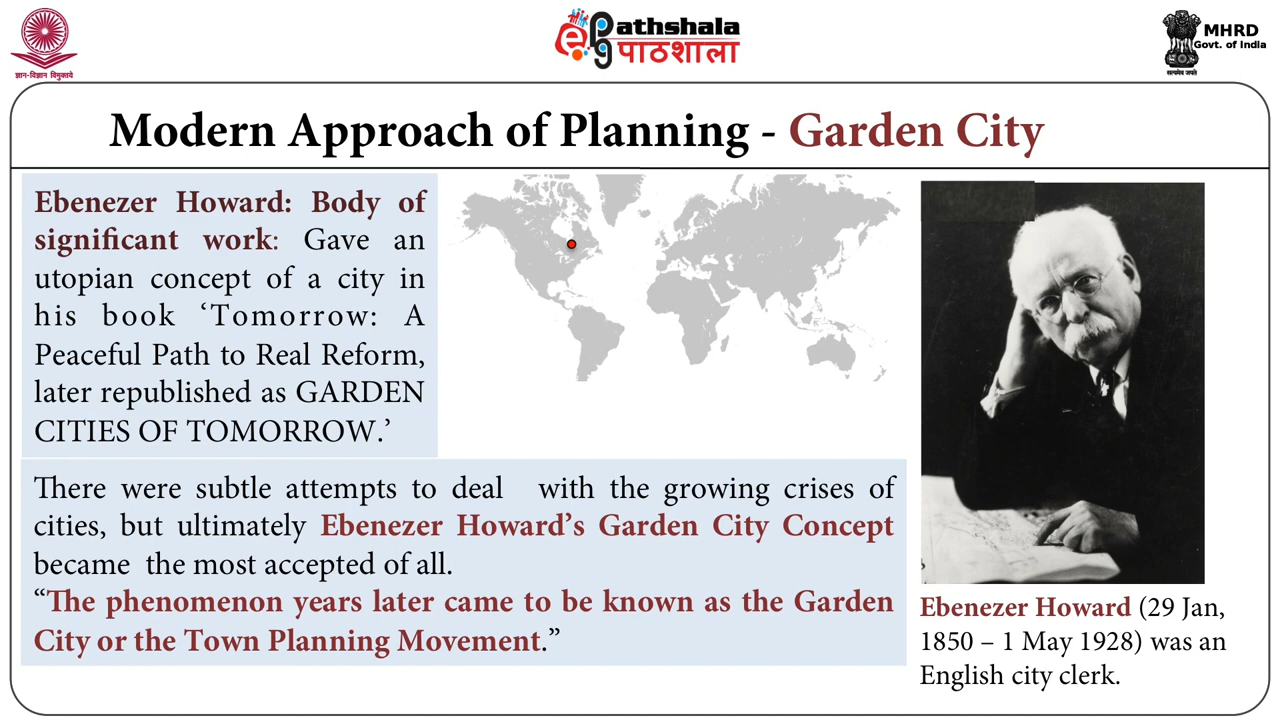 ज्ञान-विज्ञान विमुक्तये
ePathshala
पाठशाला
MHRD
Govt. of India
सत्यमेव जयते
Modern Approach of Planning - Garden City
Ebenezer Howard: Body of
significant work: Gave an
utopian concept of a city in
his book ‘Tomorrow: A
Peaceful Path to Real Reform,
later republished as GARDEN
CITIES OF TOMORROW.’
There were subtle attempts to deal with the growing crises of
cities, but ultimately Ebenezer Howard’s Garden City Concept
became the most accepted of all.
“The phenomenon years later came to be known as the Garden
City or the Town Planning Movement.”
Ebenezer Howard (29 Jan,
1850 – 1 May 1928) was an
English city clerk.